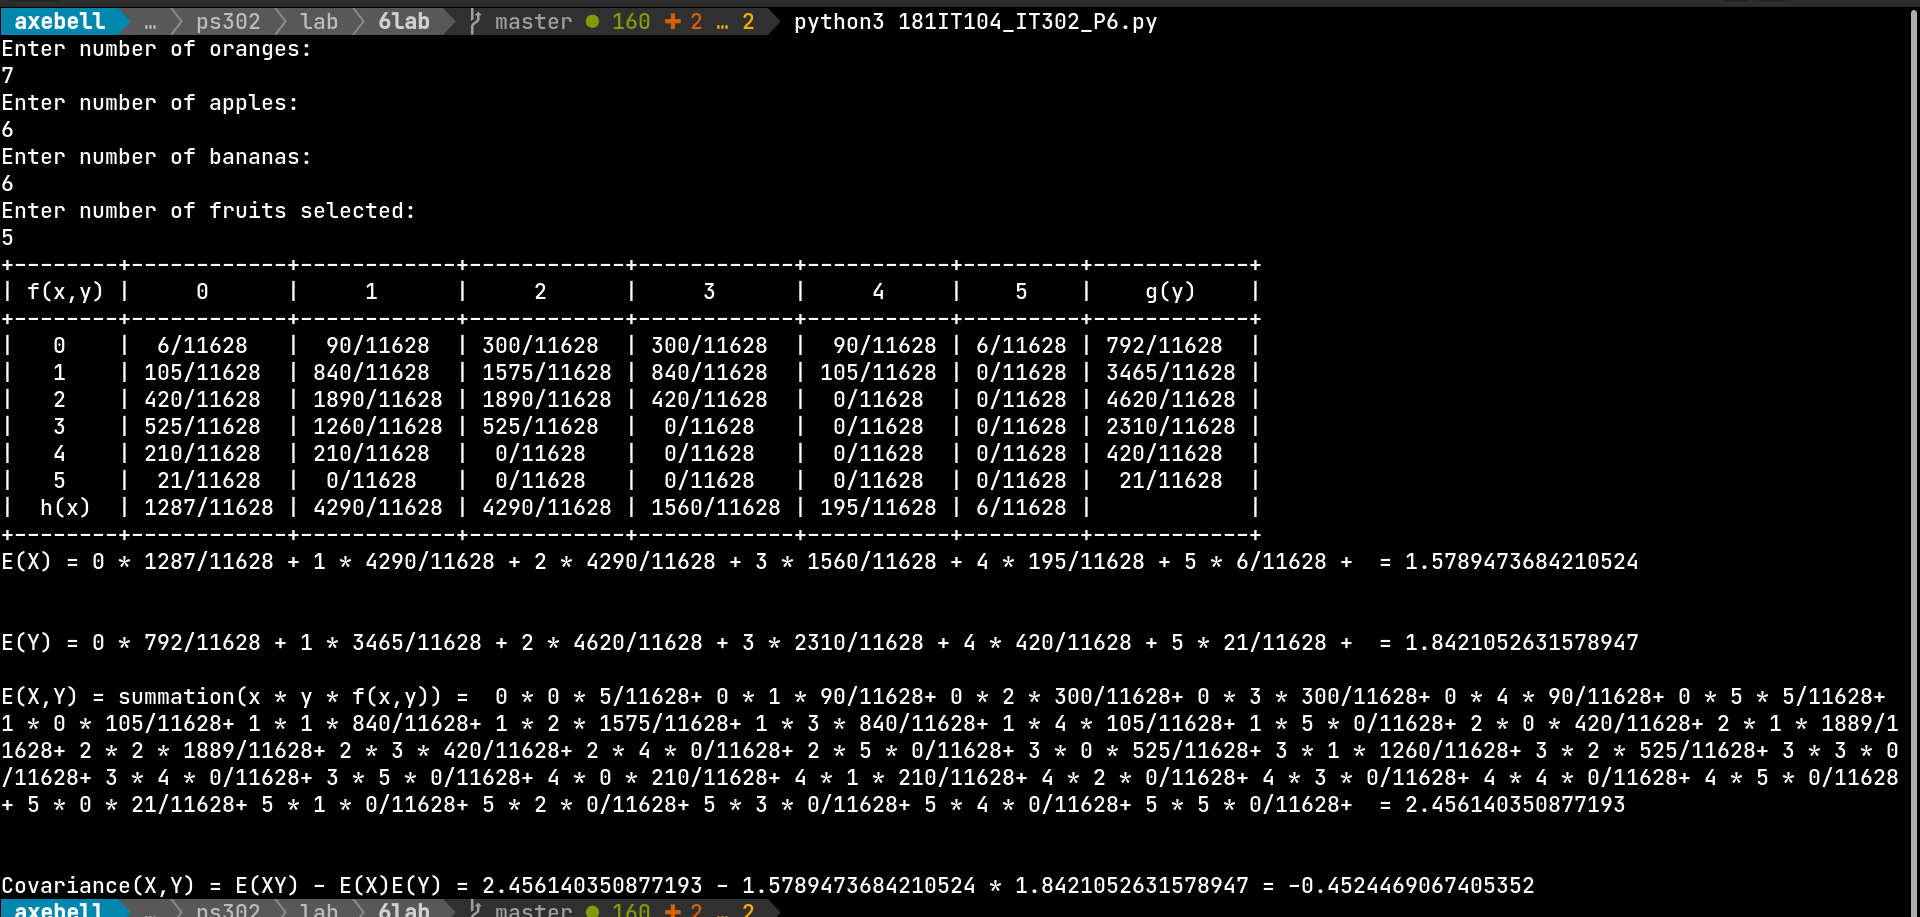 axebell … ps302 lab 6lab master ● 160 ✚ 2 … 2 python3 181IT104_IT302_P6.py
Enter number of oranges:
7
Enter number of apples:
6
Enter number of bananas:
6
Enter number of fruits selected:
5
+--------+------------+------------+------------+------------+-----------+---------+------------+
| f(x,y) |     0      |     1      |     2      |     3      |     4     |    5    |    g(y)    |
+--------+------------+------------+------------+------------+-----------+---------+------------+
|   0    |  6/11628   |  90/11628  | 300/11628  | 300/11628  |  90/11628 | 6/11628 | 792/11628  |
|   1    | 105/11628  | 840/11628  | 1575/11628 | 840/11628  | 105/11628 | 0/11628 | 3465/11628 |
|   2    | 420/11628  | 1890/11628 | 1890/11628 | 420/11628  |  0/11628  | 0/11628 | 4620/11628 |
|   3    | 525/11628  | 1260/11628 | 525/11628  |  0/11628   |  0/11628  | 0/11628 | 2310/11628 |
|   4    | 210/11628  | 210/11628  |  0/11628   |  0/11628   |  0/11628  | 0/11628 | 420/11628  |
|   5    |  21/11628  |  0/11628   |  0/11628   |  0/11628   |  0/11628  | 0/11628 |  21/11628  |
|  h(x)  | 1287/11628 | 4290/11628 | 4290/11628 | 1560/11628 | 195/11628 | 6/11628 |            |
+--------+------------+------------+------------+------------+-----------+---------+------------+
E(X) = 0 * 1287/11628 + 1 * 4290/11628 + 2 * 4290/11628 + 3 * 1560/11628 + 4 * 195/11628 + 5 * 6/11628 +  = 1.5789473684210524
E(Y) = 0 * 792/11628 + 1 * 3465/11628 + 2 * 4620/11628 + 3 * 2310/11628 + 4 * 420/11628 + 5 * 21/11628 +  = 1.8421052631578947
E(X,Y) = summation(x * y * f(x,y)) =  0 * 0 * 5/11628+ 0 * 1 * 90/11628+ 0 * 2 * 300/11628+ 0 * 3 * 300/11628+ 0 * 4 * 90/11628+ 0 * 5 * 5/11628+
1 * 0 * 105/11628+ 1 * 1 * 840/11628+ 1 * 2 * 1575/11628+ 1 * 3 * 840/11628+ 1 * 4 * 105/11628+ 1 * 5 * 0/11628+ 2 * 0 * 420/11628+ 2 * 1 * 1889/1
1628+ 2 * 2 * 1889/11628+ 2 * 3 * 420/11628+ 2 * 4 * 0/11628+ 2 * 5 * 0/11628+ 3 * 0 * 525/11628+ 3 * 1 * 1260/11628+ 3 * 2 * 525/11628+ 3 * 3 * 0
/11628+ 3 * 4 * 0/11628+ 3 * 5 * 0/11628+ 4 * 0 * 210/11628+ 4 * 1 * 210/11628+ 4 * 2 * 0/11628+ 4 * 3 * 0/11628+ 4 * 4 * 0/11628+ 4 * 5 * 0/11628
+ 5 * 0 * 21/11628+ 5 * 1 * 0/11628+ 5 * 2 * 0/11628+ 5 * 3 * 0/11628+ 5 * 4 * 0/11628+ 5 * 5 * 0/11628+  = 2.456140350877193
Covariance(X,Y) = E(XY) - E(X)E(Y) = 2.456140350877193 - 1.5789473684210524 * 1.8421052631578947 = -0.4524469067405352
axebell … ps302 lab 6lab master ● 160 ✚ 2 … 2